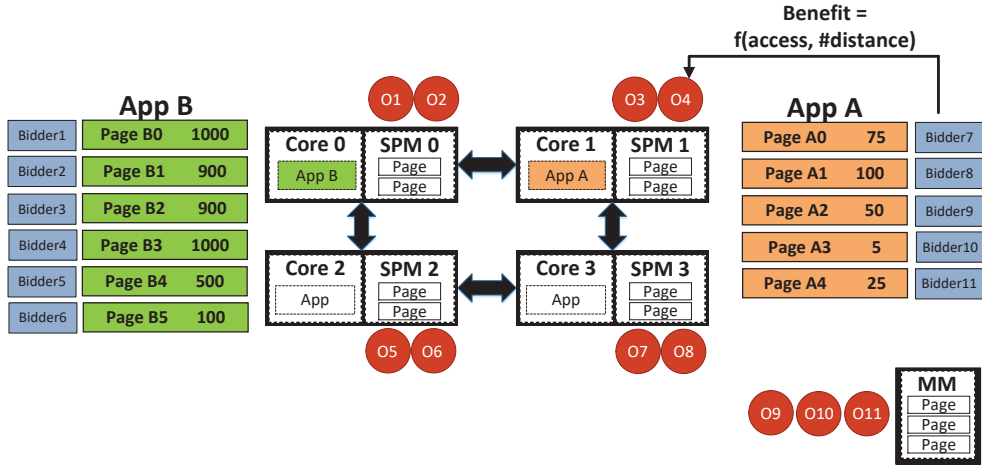 Benefit =
f(access, #distance)
App B
Bidder1 Page B0 1000
Bidder2 Page B1 900
Bidder3 Page B2 900
Bidder4 Page B3 1000
Bidder5 Page B4 500
Bidder6 Page B5 100
O1 O2
Core 0 SPM 0
App B Page
Page
O3 O4
Core 1 SPM 1
App A Page
Page
Core 2 SPM 2
App Page
Page
O5 O6
Core 3 SPM 3
App Page
Page
O7 O8
App A
Page A0 75 Bidder7
Page A1 100 Bidder8
Page A2 50 Bidder9
Page A3 5 Bidder10
Page A4 25 Bidder11
O9 O10 O11
MM
Page
Page
Page